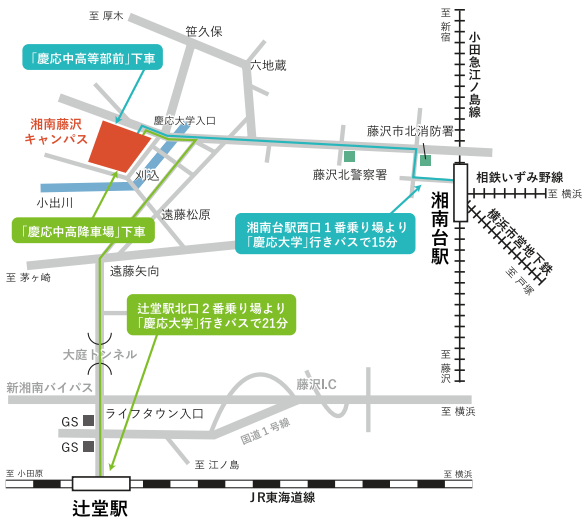 至 厚木
笹久保
六地蔵
至 新宿
小田急江ノ島線
「慶応中高等部前」下車
慶応大学入口
湘南藤沢
キャンパス
藤沢市北消防署
藤沢北警察署
刈込
小出川
遠藤松原
相鉄いずみ野線
至 横浜
湘南台駅
横浜市営地下鉄
至 戸塚
「慶応中高降車場」下車
湘南台駅西口1番乗り場より
「慶応大学」行きバスで15分
至 茅ヶ崎
遠藤矢向
辻堂駅北口2番乗り場より
「慶応大学」行きバスで21分
大庭トンネル
至 藤沢
新湘南バイパス
藤沢I.C
至 横浜
ライフタウン入口
GS
GS
国道1号線
至 江ノ島
至 小田原
至 横浜
辻堂駅
JR東海道線